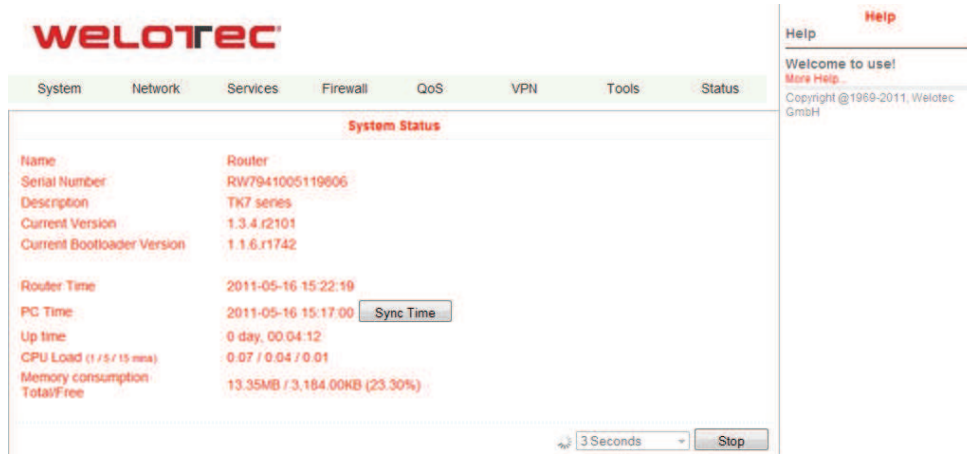 welotec
System Network Services Firewall QoS VPN Tools Status
System Status
Name Router
Serial Number RW7941005119606
Description TK7 series
Current Version 1.3.4.r2101
Current Bootloader Version 1.1.6.r1742
Router Time 2011-05-16 15:22:19
PC Time 2011-05-16 15:17:00 Sync Time
Up time 0 day, 00:04:12
CPU Load (1 / 5 / 15 mins) 0.07 / 0.04 / 0.01
Memory consumption
Total/Free 13.35MB / 3,184.00KB (23.30%)
3 Seconds Stop
Help
Help
Welcome to use!
More Help...
Copyright @1969-2011, Welotec
GmbH